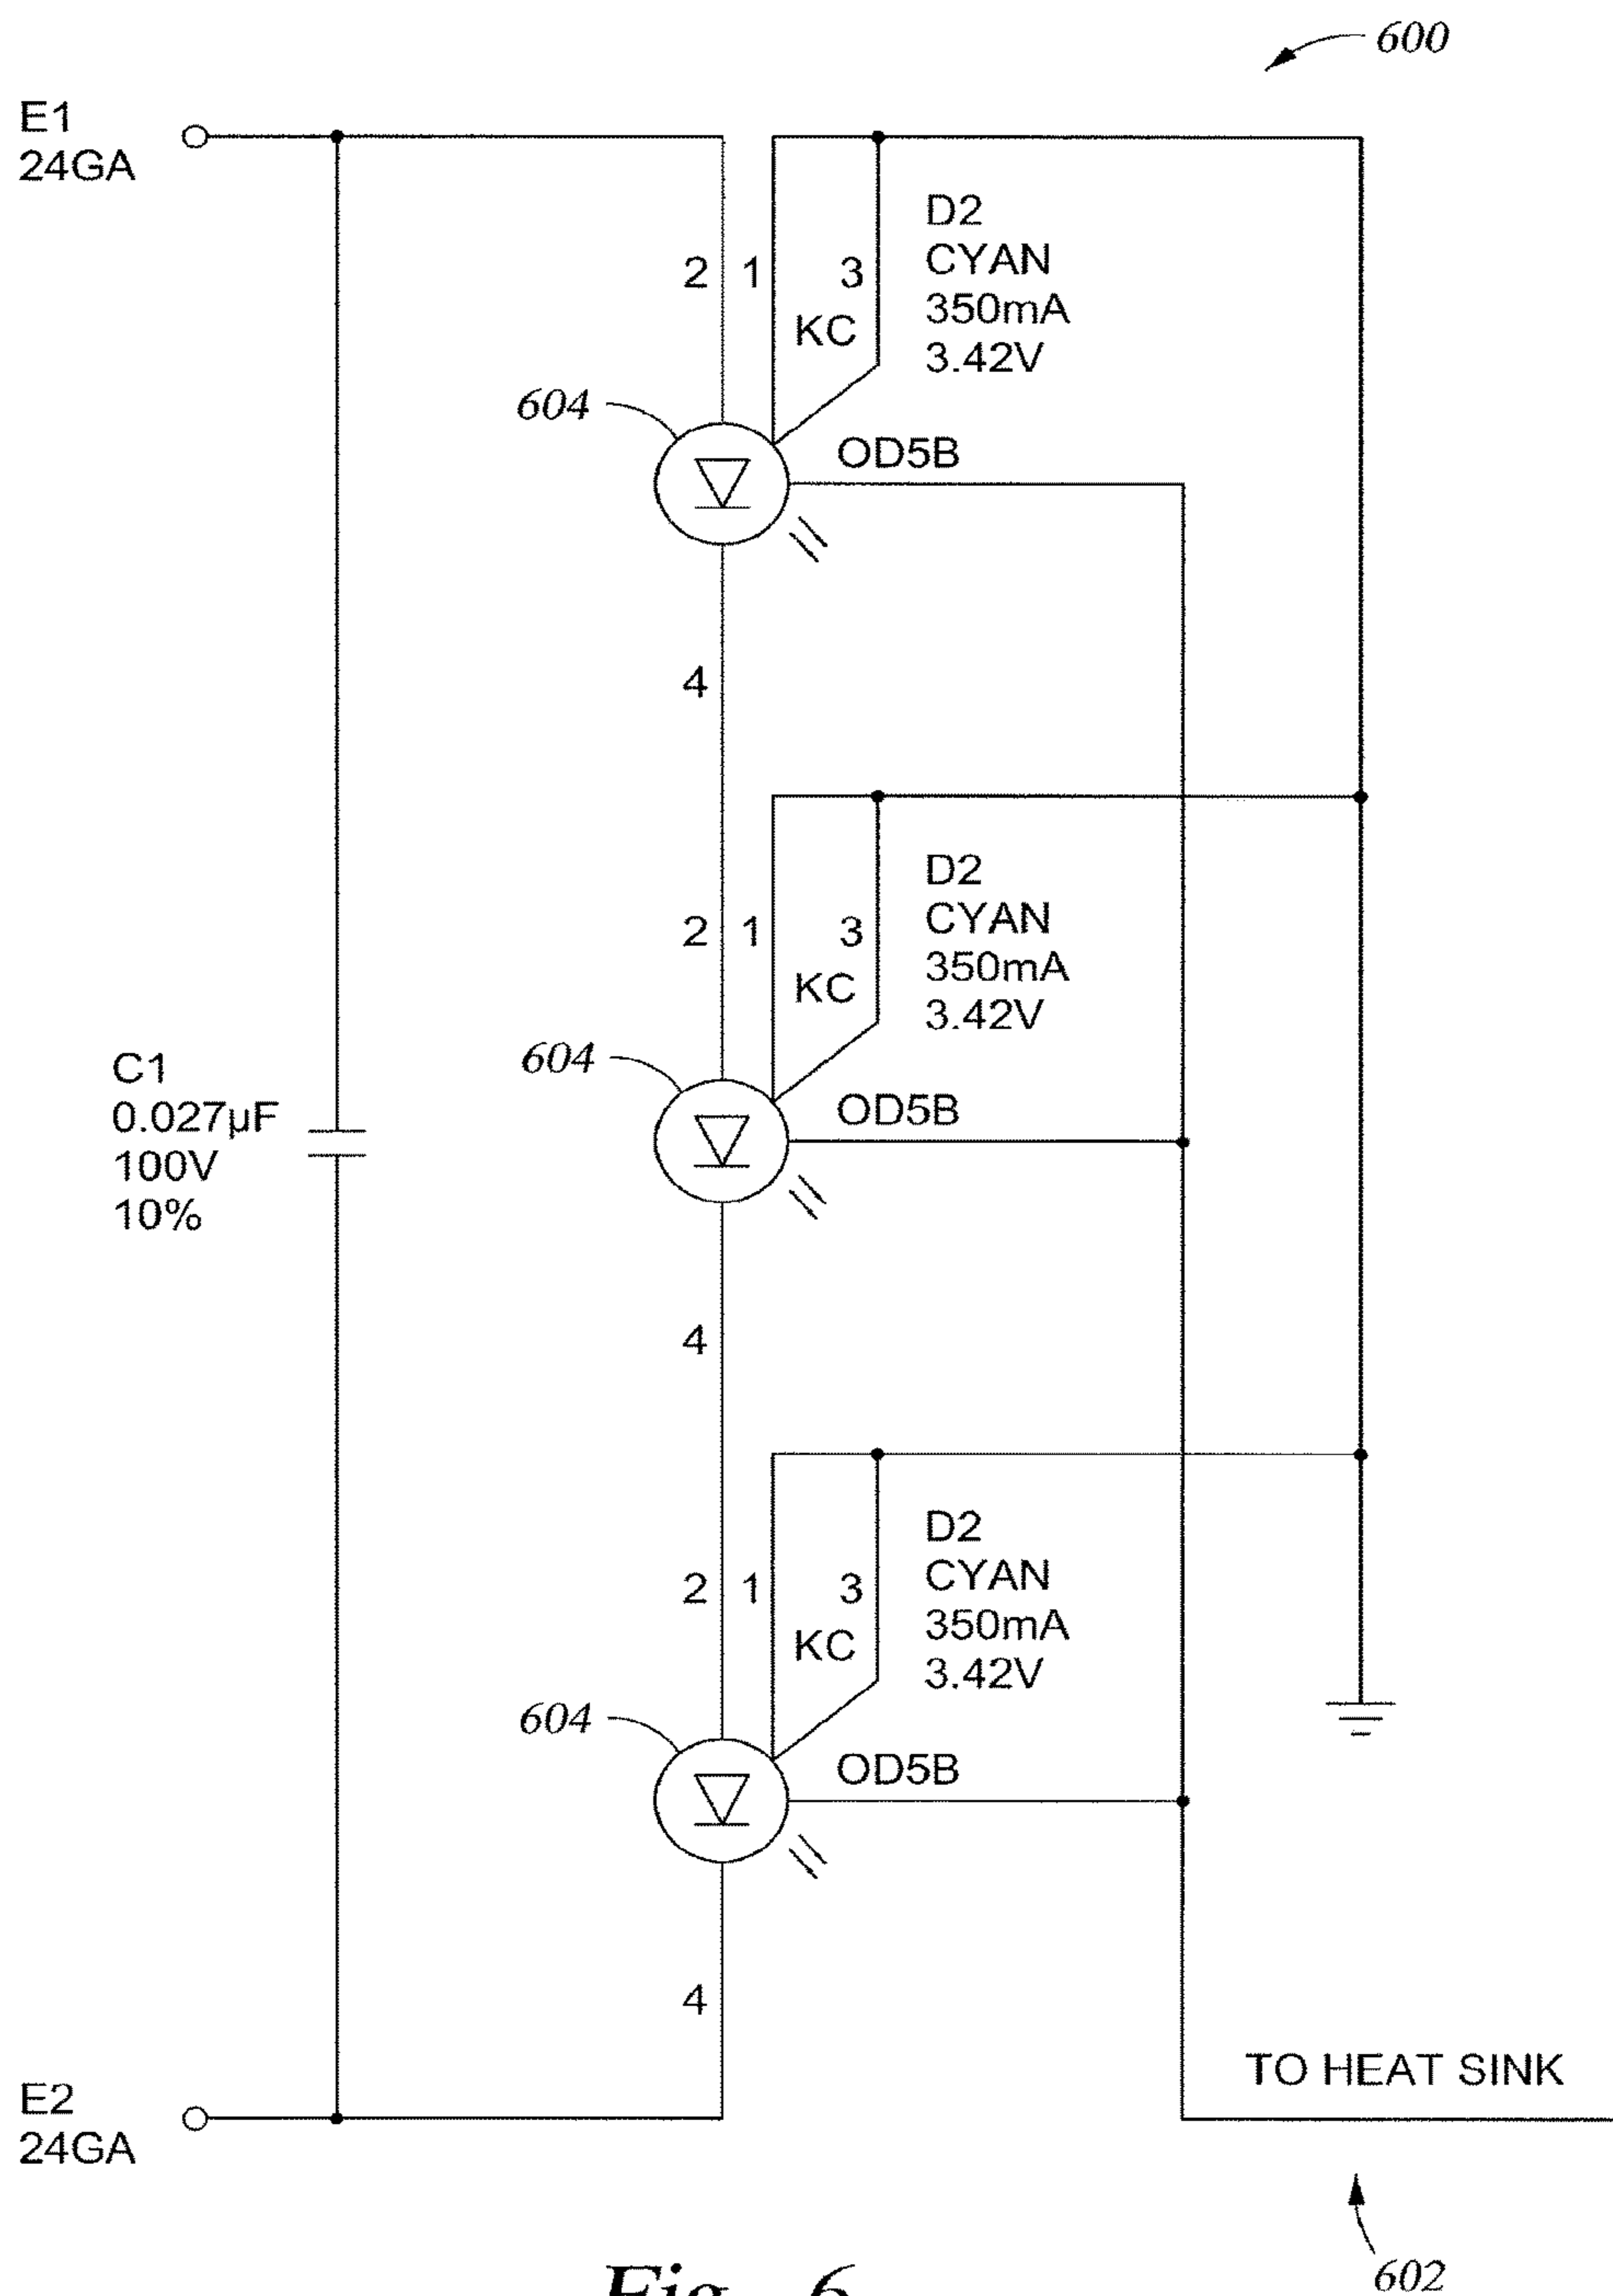 600
E1
24GA
2 1 3
KC
D2
CYAN
350mA
3.42V
604
OD5B
4
2 1 3
KC
D2
CYAN
350mA
3.42V
C1
0.027µF
100V
10%
604
OD5B
4
2 1 3
KC
D2
CYAN
350mA
3.42V
604
OD5B
4
TO HEAT SINK
E2
24GA
602
Fig. 6